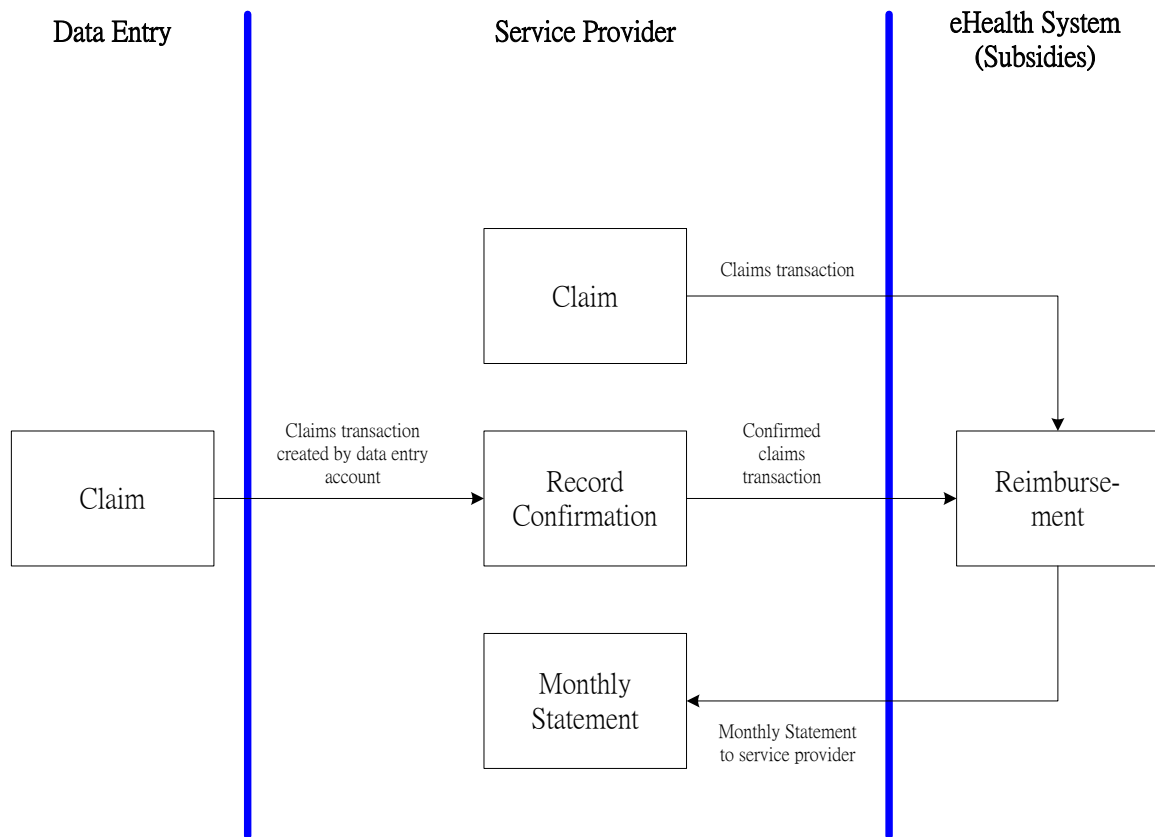 Data Entry
Service Provider
eHealth System
(Subsidies)
Claim
Claims transaction
Claim
Claims transaction
created by data entry
account
Record
Confirmation
Confirmed
claims
transaction
Reimburse-
ment
Monthly
Statement
Monthly Statement
to service provider